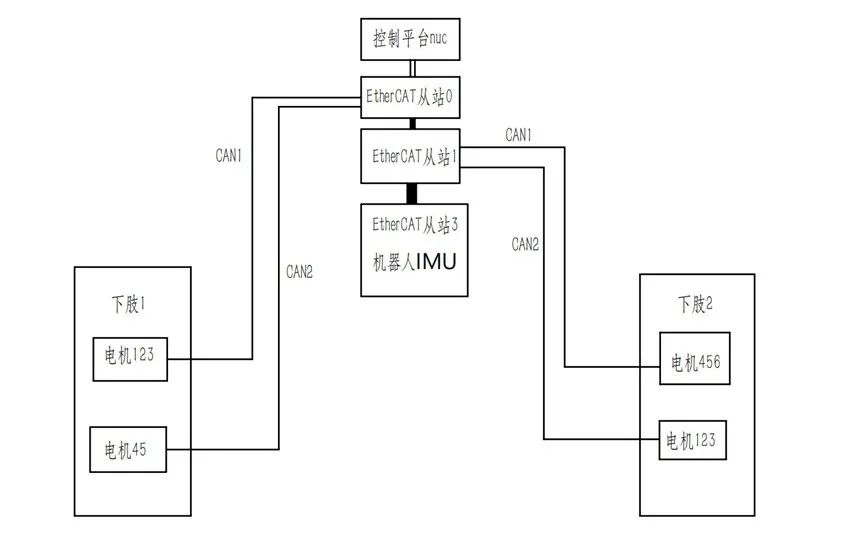 控制平台nuc
EtherCAT从站0
EtherCAT从站1
EtherCAT从站3
机器人IMU
CAN1
CAN2
CAN1
CAN2
下肢1
电机123
电机45
下肢2
电机456
电机123